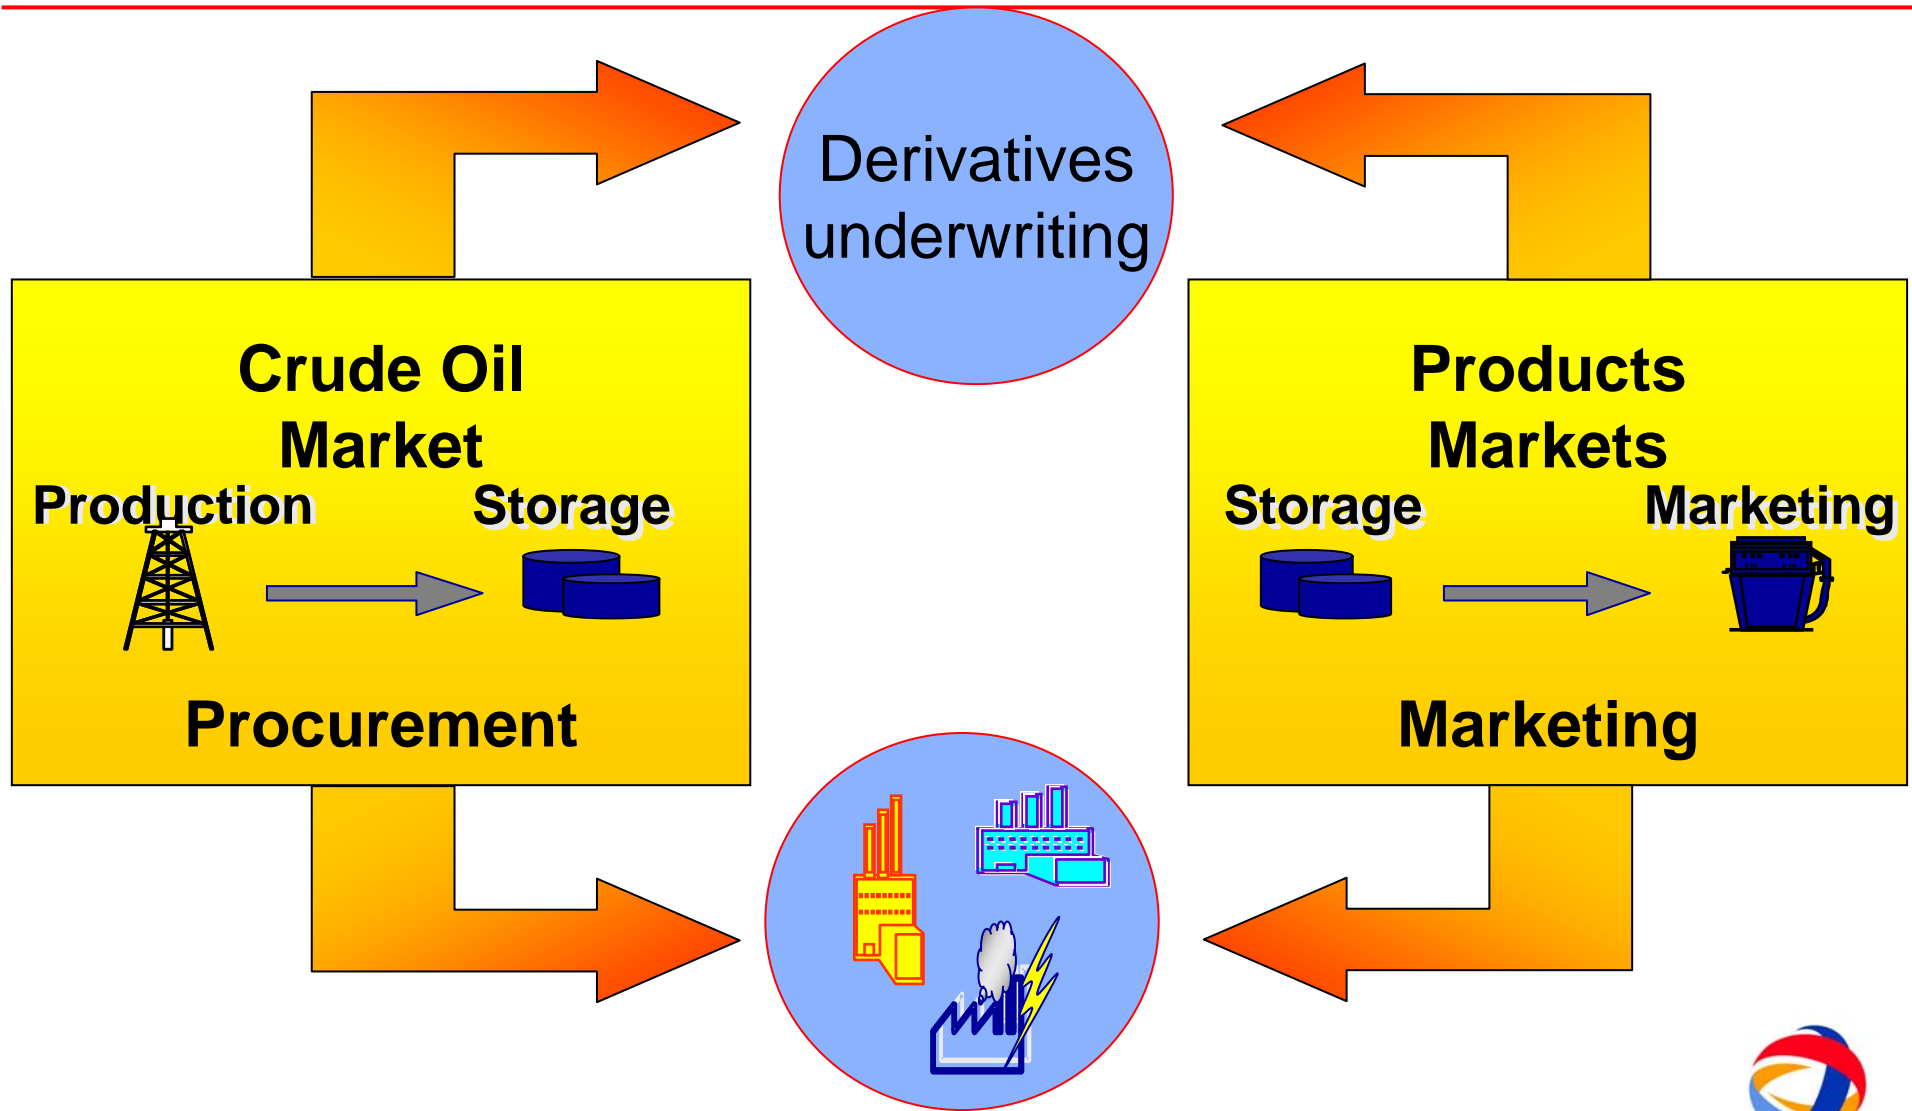 Derivatives
underwriting
Crude Oil
Market
Production
Storage
Procurement
Products
Markets
Storage
Marketing
Marketing